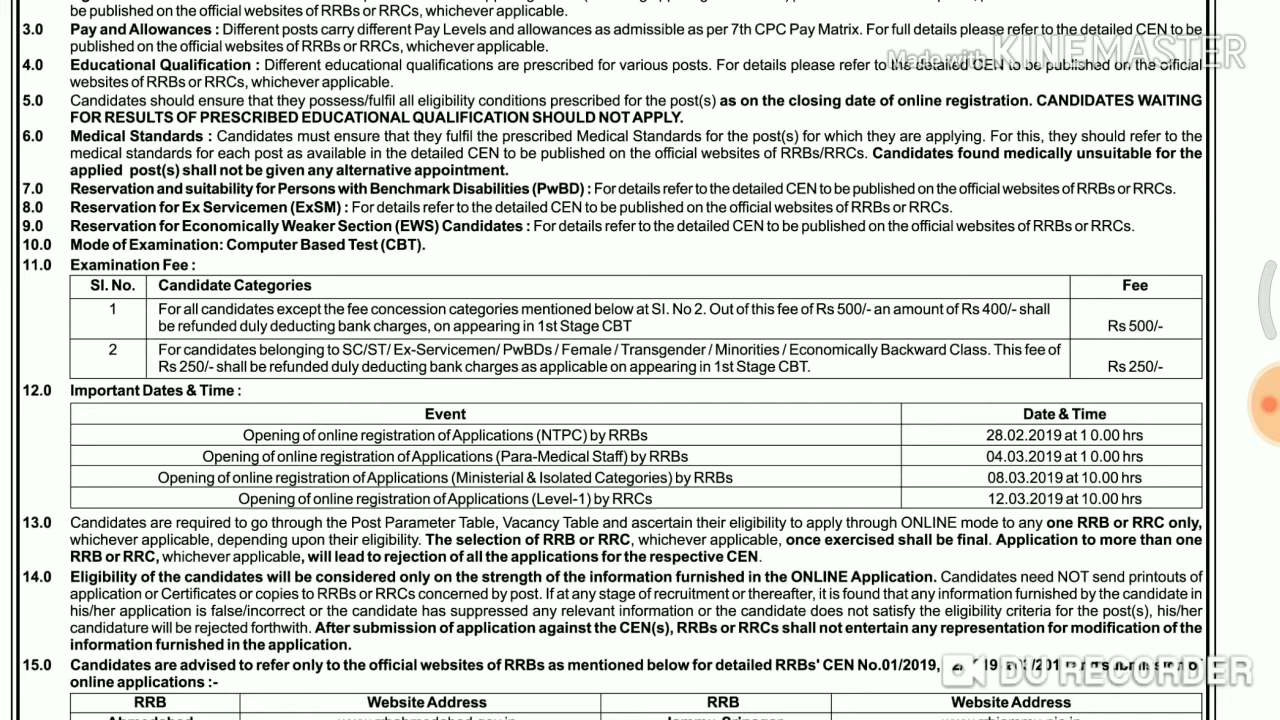 be published on the official websites of RRBs or RRCs, whichever applicable.
3.0 Pay and Allowances : Different posts carry different Pay Levels and allowances as admissible as per 7th CPC Pay Matrix. For full details please refer to the detailed CEN to be
published on the official websites of RRBs or RRCs, whichever applicable.
Made with KINEMASTER
4.0 Educational Qualification : Different educational qualifications are prescribed for various posts. For details please refer to the detailed CEN to be published on the official
websites of RRBs or RRCs, whichever applicable.
5.0 Candidates should ensure that they possess/fulfil all eligibility conditions prescribed for the post(s) as on the closing date of online registration. CANDIDATES WAITING
FOR RESULTS OF PRESCRIBED EDUCATIONAL QUALIFICATION SHOULD NOT APPLY.
6.0 Medical Standards : Candidates must ensure that they fulfil the prescribed Medical Standards for the post(s) for which they are applying. For this, they should refer to the
medical standards for each post as available in the detailed CEN to be published on the official websites of RRBs/RRCs. Candidates found medically unsuitable for the
applied post(s) shall not be given any alternative appointment.
7.0 Reservation and suitability for Persons with Benchmark Disabilities (PwBD) : For details refer to the detailed CEN to be published on the official websites of RRBs or RRCs.
8.0 Reservation for Ex Servicemen (ExSM) : For details refer to the detailed CEN to be published on the official websites of RRBs or RRCs.
9.0 Reservation for Economically Weaker Section (EWS) Candidates : For details refer to the detailed CEN to be published on the official websites of RRBs or RRCs.
10.0 Mode of Examination: Computer Based Test (CBT).
11.0 Examination Fee :
Sl. No. Candidate Categories Fee
1 For all candidates except the fee concession categories mentioned below at Sl. No 2. Out of this fee of Rs 500/- an amount of Rs 400/- shall
be refunded duly deducting bank charges, on appearing in 1st Stage CBT Rs 500/-
2 For candidates belonging to SC/ST/ Ex-Servicemen/ PwBDs / Female / Transgender / Minorities / Economically Backward Class. This fee of
Rs 250/- shall be refunded duly deducting bank charges as applicable on appearing in 1st Stage CBT. Rs 250/-
12.0 Important Dates & Time :
Event Date & Time
Opening of online registration of Applications (NTPC) by RRBs 28.02.2019 at 1 0.00 hrs
Opening of online registration of Applications (Para-Medical Staff) by RRBs 04.03.2019 at 1 0.00 hrs
Opening of online registration of Applications (Ministerial & Isolated Categories) by RRBs 08.03.2019 at 10.00 hrs
Opening of online registration of Applications (Level-1) by RRCs 12.03.2019 at 10.00 hrs
13.0 Candidates are required to go through the Post Parameter Table, Vacancy Table and ascertain their eligibility to apply through ONLINE mode to any one RRB or RRC only,
whichever applicable, depending upon their eligibility. The selection of RRB or RRC, whichever applicable, once exercised shall be final. Application to more than one
RRB or RRC, whichever applicable, will lead to rejection of all the applications for the respective CEN.
14.0 Eligibility of the candidates will be considered only on the strength of the information furnished in the ONLINE Application. Candidates need NOT send printouts of
application or Certificates or copies to RRBs or RRCs concerned by post. If at any stage of recruitment or thereafter, it is found that any information furnished by the candidate in
his/her application is false/incorrect or the candidate has suppressed any relevant information or the candidate does not satisfy the eligibility criteria for the post(s), his/her
candidature will be rejected forthwith. After submission of application against the CEN(s), RRBs or RRCs shall not entertain any representation for modification of the
information furnished in the application.
15.0 Candidates are advised to refer only to the official websites of RRBs as mentioned below for detailed RRBs' CEN No.01/2019, submission of
DU RECORDER
online applications :-
RRB Website Address RRB Website Address